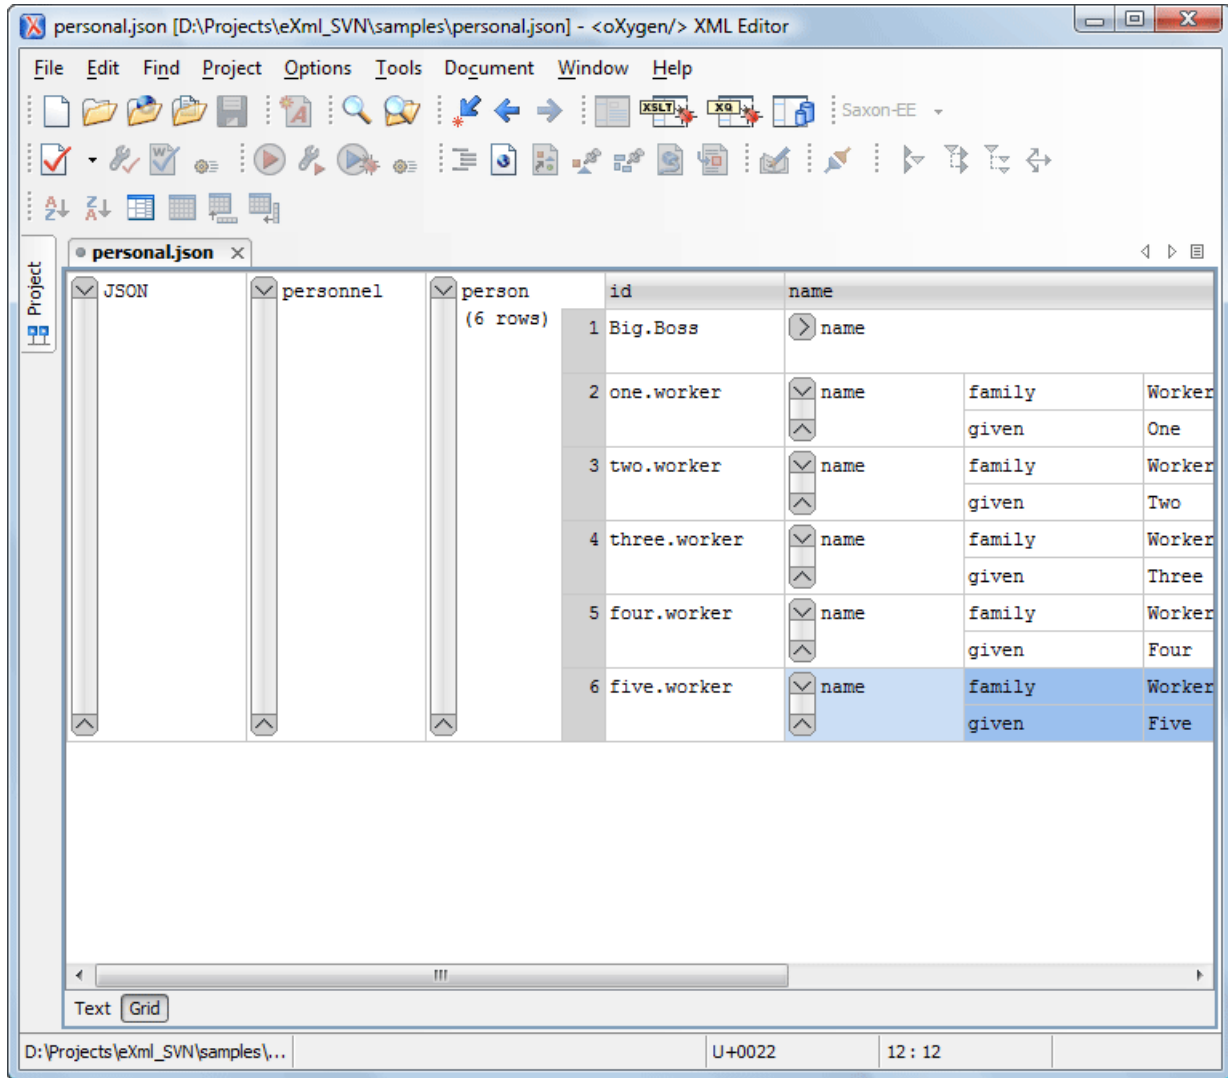 personal.json [D:\Projects\eXml_SVN\samples\personal.json] - <oXygen/> XML Editor
File Edit Find Project Options Tools Document Window Help
XSLT XQ Saxon-EE
A Z Z A
Project
personal.json
JSON personnel person id name
(6 rows)
1 Big.Boss name
2 one.worker name family Worker
given One
3 two.worker name family Worker
given Two
4 three.worker name family Worker
given Three
5 four.worker name family Worker
given Four
6 five.worker name family Worker
given Five
Text Grid
D:\Projects\eXml_SVN\samples\... U+0022 12 : 12